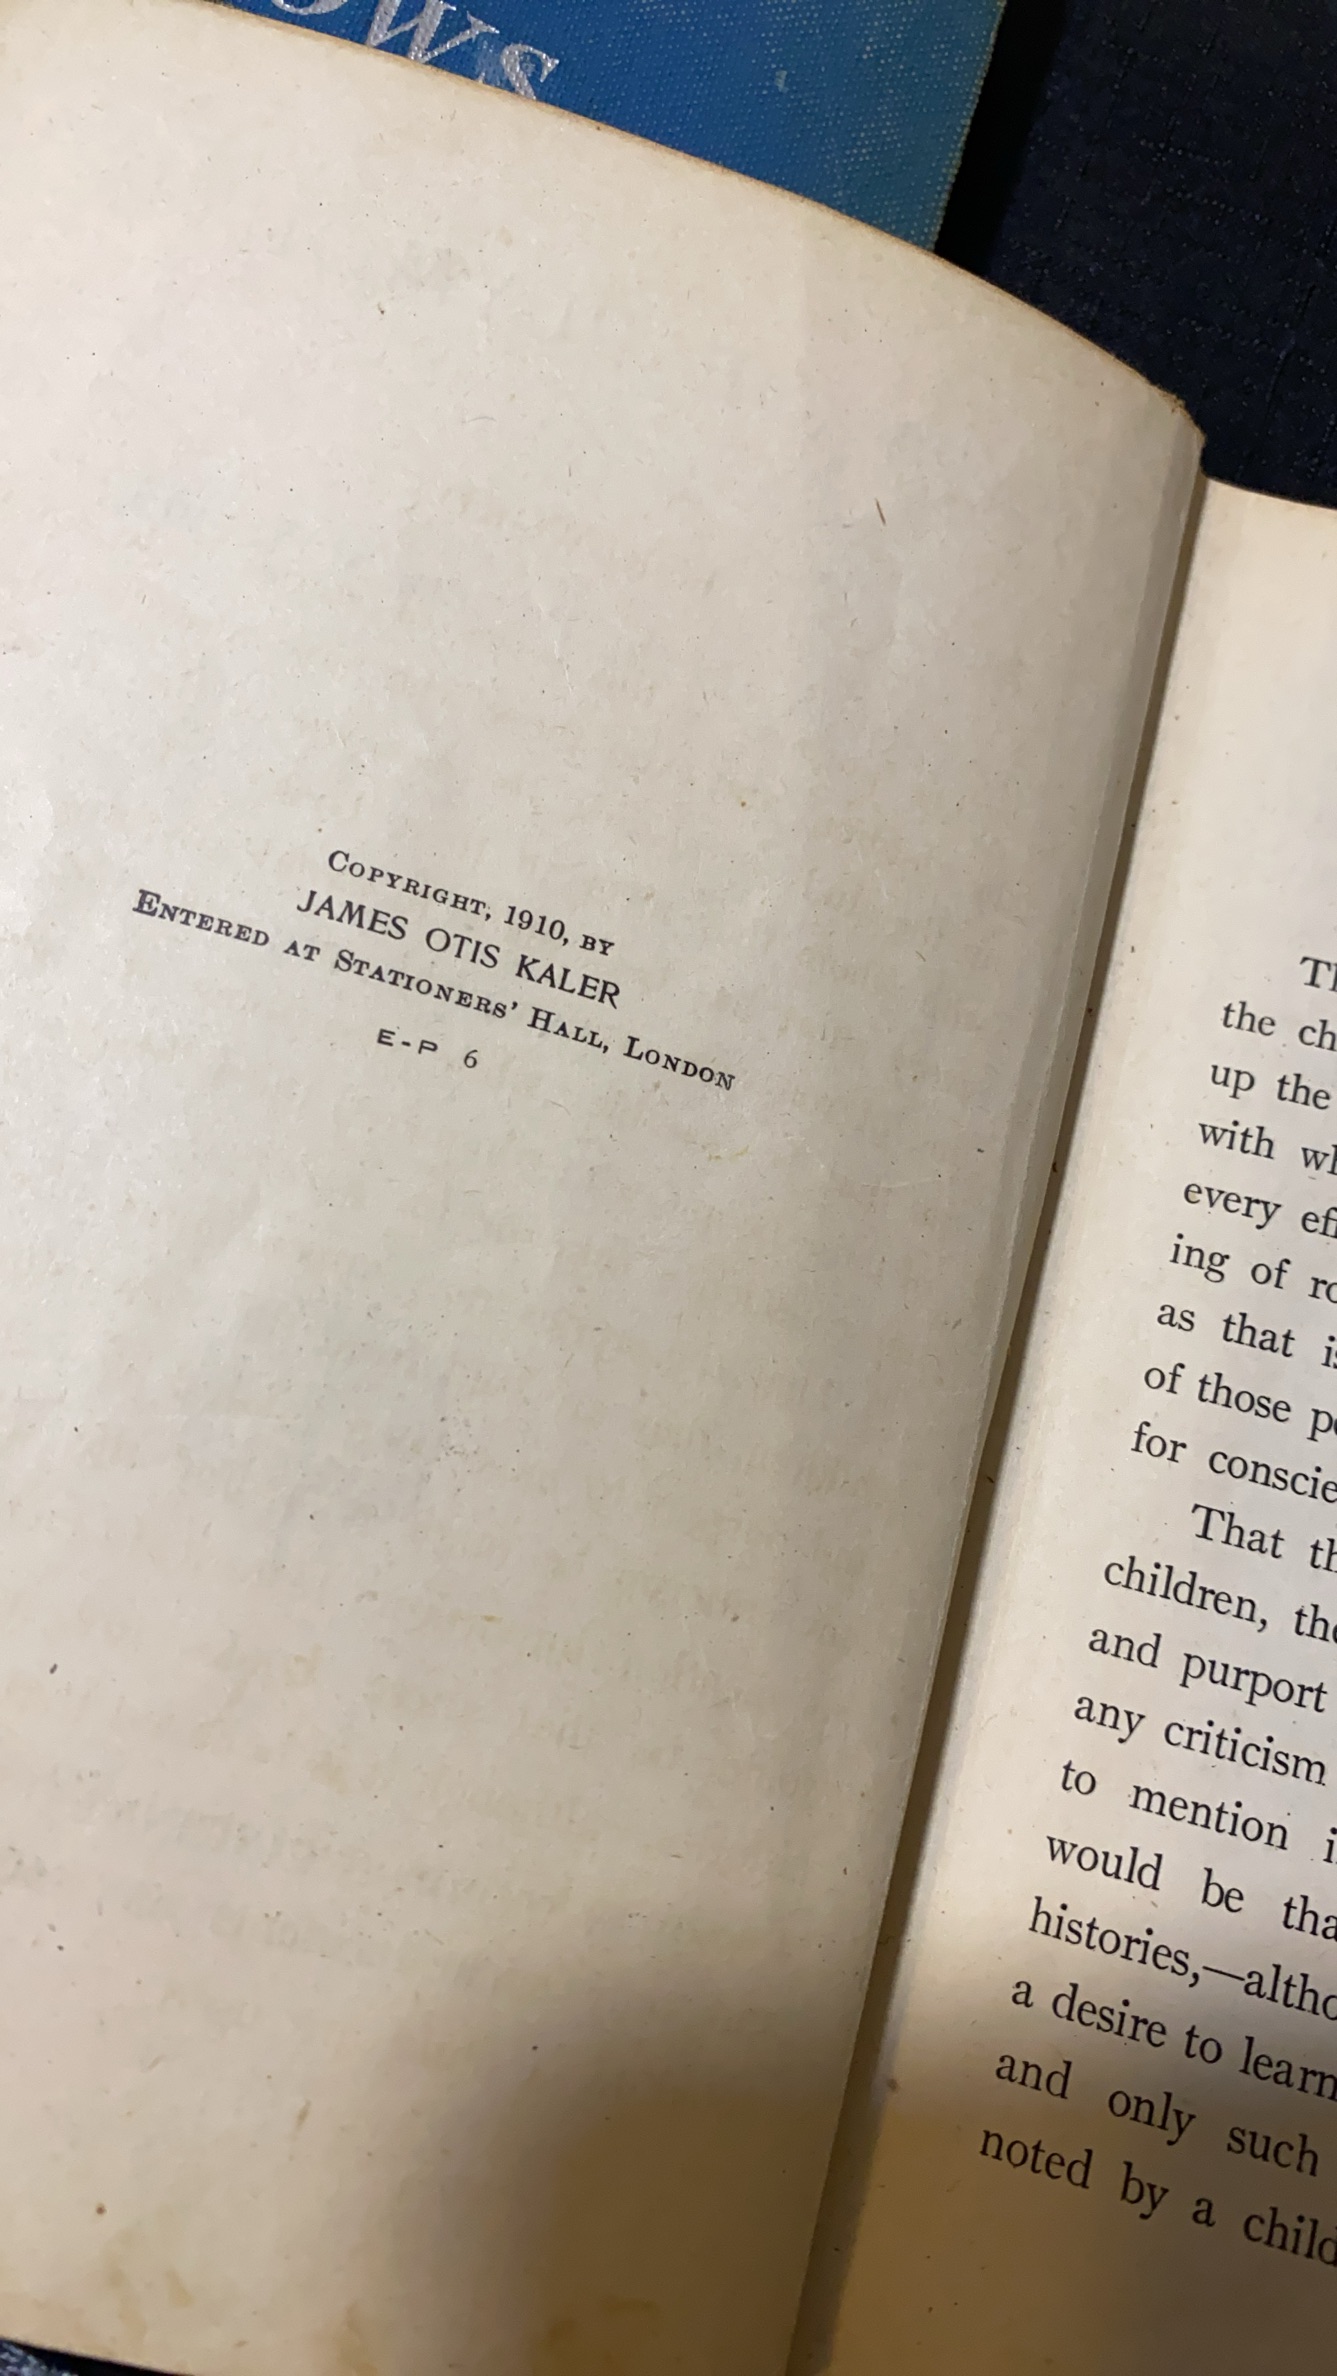 COPYRIGHT, 1910, BY
JAMES OTIS KALER
ENTERED AT STATIONERS' HALL, LONDON
E-P 6
the
up the
with
every
ing of
as that
of those
for
That
children,
and purport
any criticism
to mention
would be
histories,—
a desire to learn
and only such
noted by a child